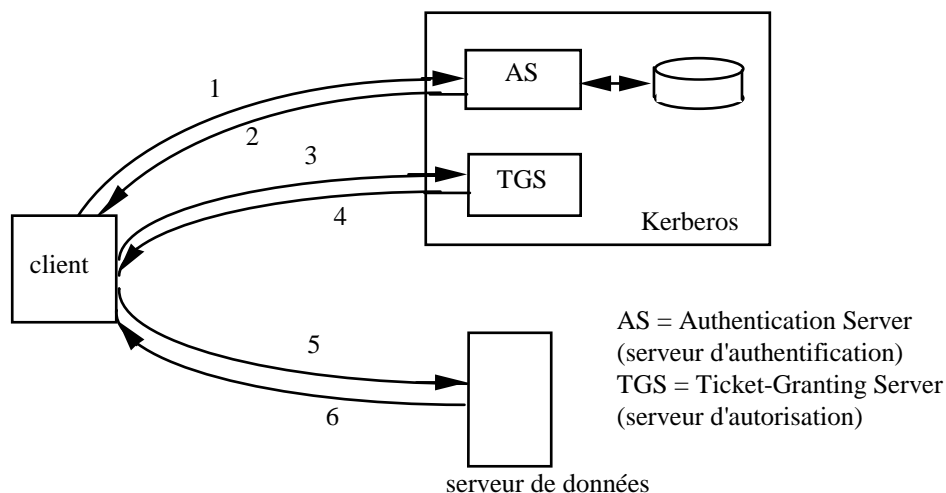 AS
1
2
3
TGS
4
Kerberos
client
5
6
AS = Authentication Server
(serveur d'authentification)
TGS = Ticket-Granting Server
(serveur d'autorisation)
serveur de données